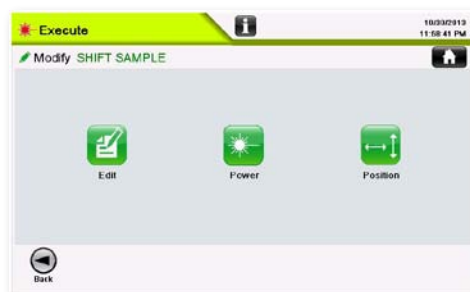 Execute
10/30/2013
11:58:41 PM
Modify SHIFT SAMPLE
Edit
Power
Position
Back